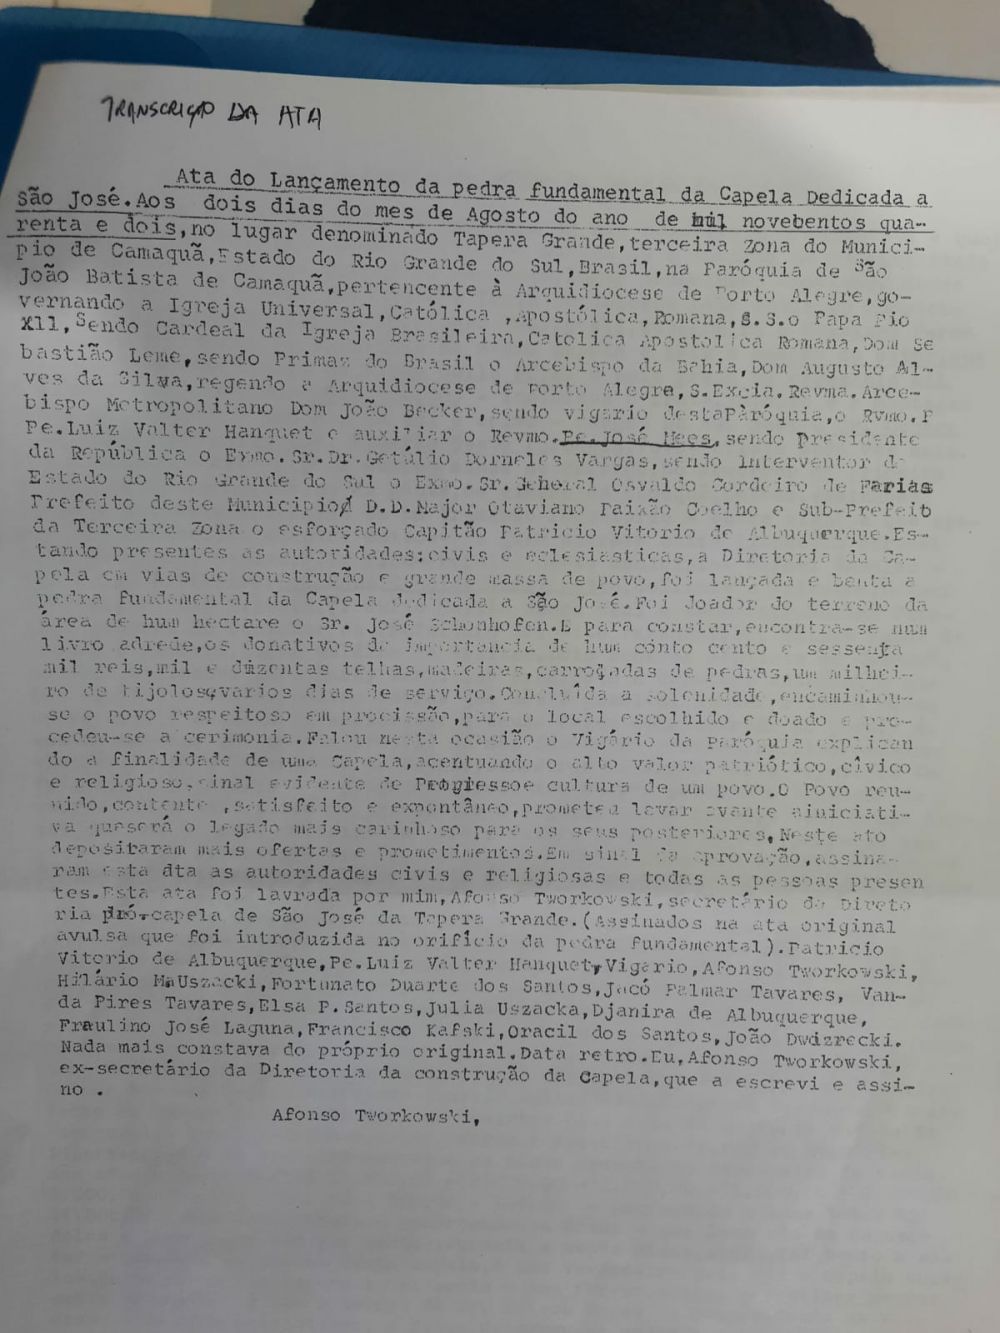 TRANSCRIÇÃO DA ATA
Ata do Lançamento da pedra fundamental da Capela Dedicada a
São José.Aos dois dias do mes de Agosto do ano de mil novebentos qua-
renta e dois,no lugar denominado Tapera Grande,terceira Zona do Munici-
pio de Camaquã,Estado do Rio Grande do Sul,Brasil,na Paróquia de São
João Batista de Camaquã,pertencente à Arquidiocese de Porto Alegre,go-
vernando a Igreja Universal,Católica ,Apostólica,Romana,S.S.o Papa Pio
XII,Sendo Cardeal da Igreja Brasileira,Catolica Apostolica Romana,Dom Se
bastião Leme,sendo Primaz do Brasil o Arcebispo da Bahia,Dom Augusto Al-
ves da Silva,regendo a Arquidiocese de Porto Alegre,S.Excia.Revma.Arce-
bispo Metropolitano Dom João Becker,sendo vigario destaParóquia,o Rvmo.P
Pe.Luiz Valter Hanquet e auxiliar o Revmo.Pe.José Hees,sendo Presidente
da República o Exmo.Sr.Dr.Getúlio Dorneles Vargas,sendo interventor do
Estado do Rio Grande do Sul o Exmo.Sr.General Osvaldo Cordeiro de Farias
Prefeito deste Municipio D.D.Major Otaviano Paixão Coelho e Sub-Prefeito
da Terceira Zona o esforçado Capitão Patricio Vitorio de Albuquerque.Es-
tando presentes as autoridades:civis e eclesiasticas,a Diretoria da Ca-
pela em vias de construção e grande massa de povo,foi lançada e benta a
pedra fundamental da Capela dedicada a São José.Foi doador do terreno da
área de hum hectare o Sr. José Schonhofen.E para constar,encontra-se num
livro adrede,os donativos de importancia de hum conto cento e sessenta
mil reis,mil e duzentas telhas,madeiras,carroçadas de pedras,um milhei-
ro de tijolosevarios dias de serviço.Concluída a solenidade,encaminhou-
se o povo respeitoso em procissão,para o local escolhido e doado e pro-
cedeu-se a cerimonia.Falou nesta ocasião o Vigário da Paróquia explican
do a finalidade de uma Capela,acentuando o alto valor patriótico,cívico
e religioso,sinal evidente de Progressoe cultura de um povo.O Povo reu-
nido,contente ,satisfeito e expontâneo,prometeu levar avante ainiciati-
va queserá o legado mais carinhoso para os seus posteriores,Neste ato
depositaram mais ofertas e prometimentos.Em sinal da aprovação,assina-
ram esta dta as autoridades civis e religiosas e todas as pessoas presen
tes.Esta ata foi lavrada por mim,Afonso Tworkowski,secretário da Direto
ria pró-capela de São José da Tapera Grande.(Assinados na ata original
avulsa que foi introduzida no orificio da pedra fundamental).Patricio
Vitorio de Albuquerque,Pe.Luiz Valter Hanquet,Vigario,Afonso Tworkowski,
Hilário MaUszacki,Fortunato Duarte dos Santos,Jacó Palmar Tavares, Van-
da Pires Tavares,Elsa P.Santos,Julia Uszacka,Djanira de Albuquerque,
Fraulino José Laguna,Francisco Kafski,Oracil dos Santos,João Dwizrecki.
Nada mais constava do próprio original.Data retro.Eu,Afonso Tworkowski,
ex-secretário da Diretoria da construção da Capela,que a escrevi e assi-
no .
Afonso Tworkowski,